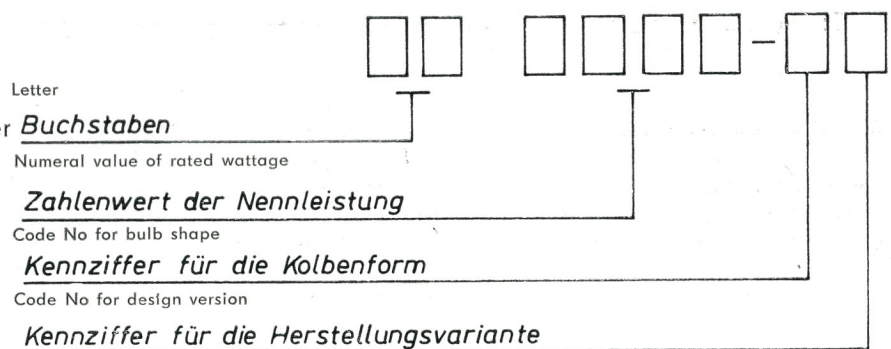 Letter
er Buchstaben
Numeral value of rated wattage
Zahlenwert der Nennleistung
Code No for bulb shape
Kennziffer für die Kolbenform
Code No for design version
Kennziffer für die Herstellungsvariante